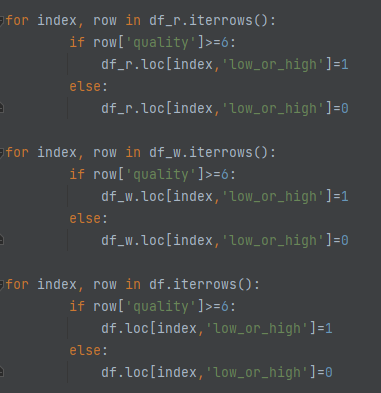 for index, row in df_r.iterrows():
        if row['quality']>=6:
            df_r.loc[index,'low_or_high']=1
        else:
            df_r.loc[index,'low_or_high']=0

for index, row in df_w.iterrows():
        if row['quality']>=6:
            df_w.loc[index,'low_or_high']=1
        else:
            df_w.loc[index,'low_or_high']=0

for index, row in df.iterrows():
        if row['quality']>=6:
            df.loc[index,'low_or_high']=1
        else:
            df.loc[index,'low_or_high']=0